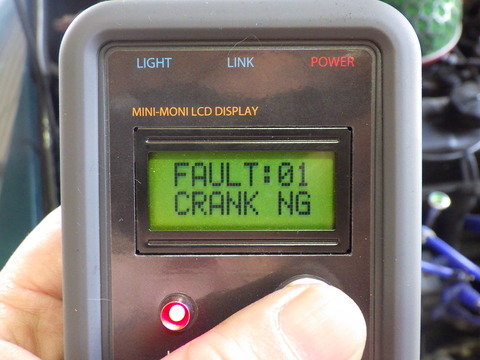 LIGHT LINK POWER
MINI-MONI LCD DISPLAY
FAULT:01
CRANK NG